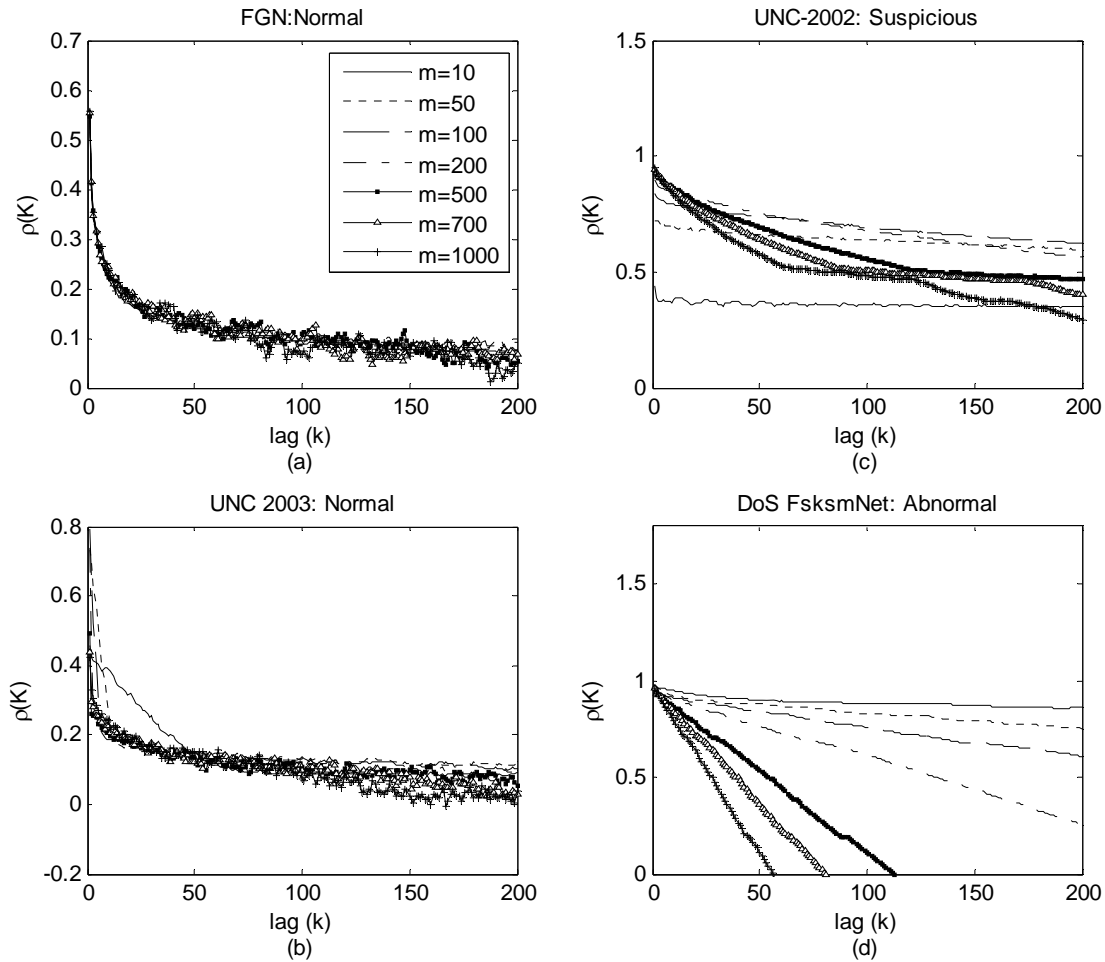 FGN:Normal
0.7
0.6
0.5
0.4
0.3
0.2
0.1
0
ρ(K)
m=10
m=50
m=100
m=200
m=500
m=700
m=1000
0 50 100 150 200
lag (k)
(a)
UNC-2002: Suspicious
1.5
1
0.5
0
ρ(K)
0 50 100 150 200
lag (k)
(c)
UNC 2003: Normal
0.8
0.6
0.4
0.2
0
-0.2
ρ(K)
0 50 100 150 200
lag (k)
(b)
DoS FsksmNet: Abnormal
1.5
1
0.5
0
ρ(K)
0 50 100 150 200
lag (k)
(d)